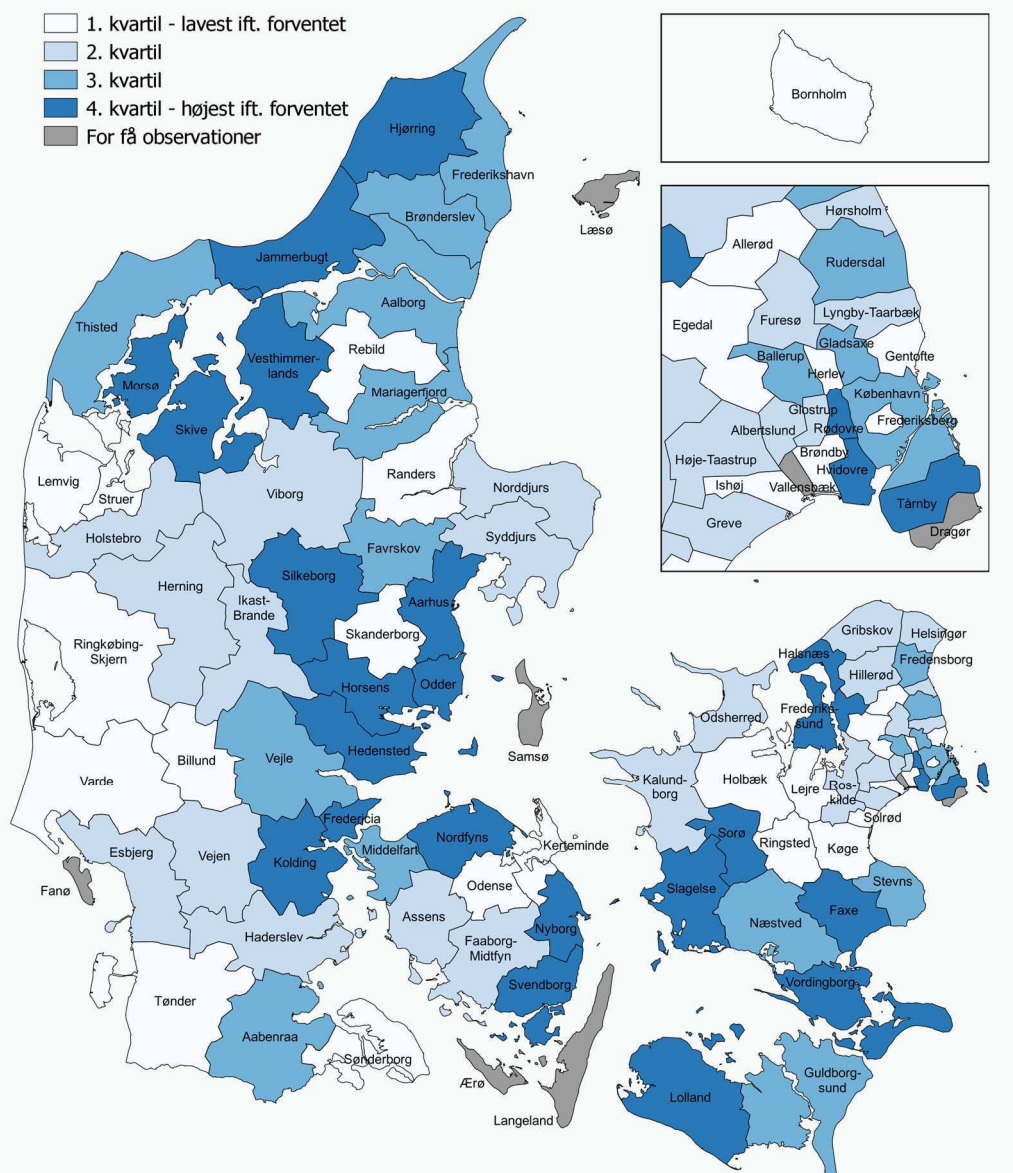 1. kvartil - lavest ift. forventet
2. kvartil
3. kvartil
4. kvartil - højest ift. forventet
For få observationer
Bornholm
Hjørring
Frederikshavn
Brønderslev
Læsø
Jammerbugt
Aalborg
Thisted
Rebild
Vesthimmer-
lands
Morsø
Mariagerfjord
Skive
Randers
Lemvig
Struer
Viborg
Norddjurs
Holstebro
Syddjurs
Favrskov
Silkeborg
Herning
Ikast-
Brande
Aarhus
Skanderborg
Ringkøbing-
Skjern
Horsens
Odder
Hedensted
Samsø
Vejle
Billund
Varde
Fredericia
Nordfyns
Kerteminde
Middelfart
Esbjerg
Vejen
Kolding
Odense
Fanø
Assens
Nyborg
Haderslev
Faaborg-
Midtfyn
Svendborg
Tønder
Aabenraa
Sønderborg
Ærø
Langeland
Hørsholm
Allerød
Rudersdal
Furesø
Lyngby-Taarbæk
Egedal
Gladsaxe
Ballerup
Gentofte
Herlev
København
Glostrup
Frederiksberg
Albertslund
Rødovre
Brøndby
Høje-Taastrup
Hvidovre
Ishøj
Vallensbæk
Tårnby
Greve
Dragør
Gribskov
Helsingør
Halsnæs
Fredensborg
Hillerød
Frederiks-
sund
Odsherred
Kalund-
borg
Holbæk
Lejre
Ros-
kilde
Solrød
Sorø
Ringsted
Køge
Stevns
Slagelse
Faxe
Næstved
Vordingborg
Guldborg-
sund
Lolland